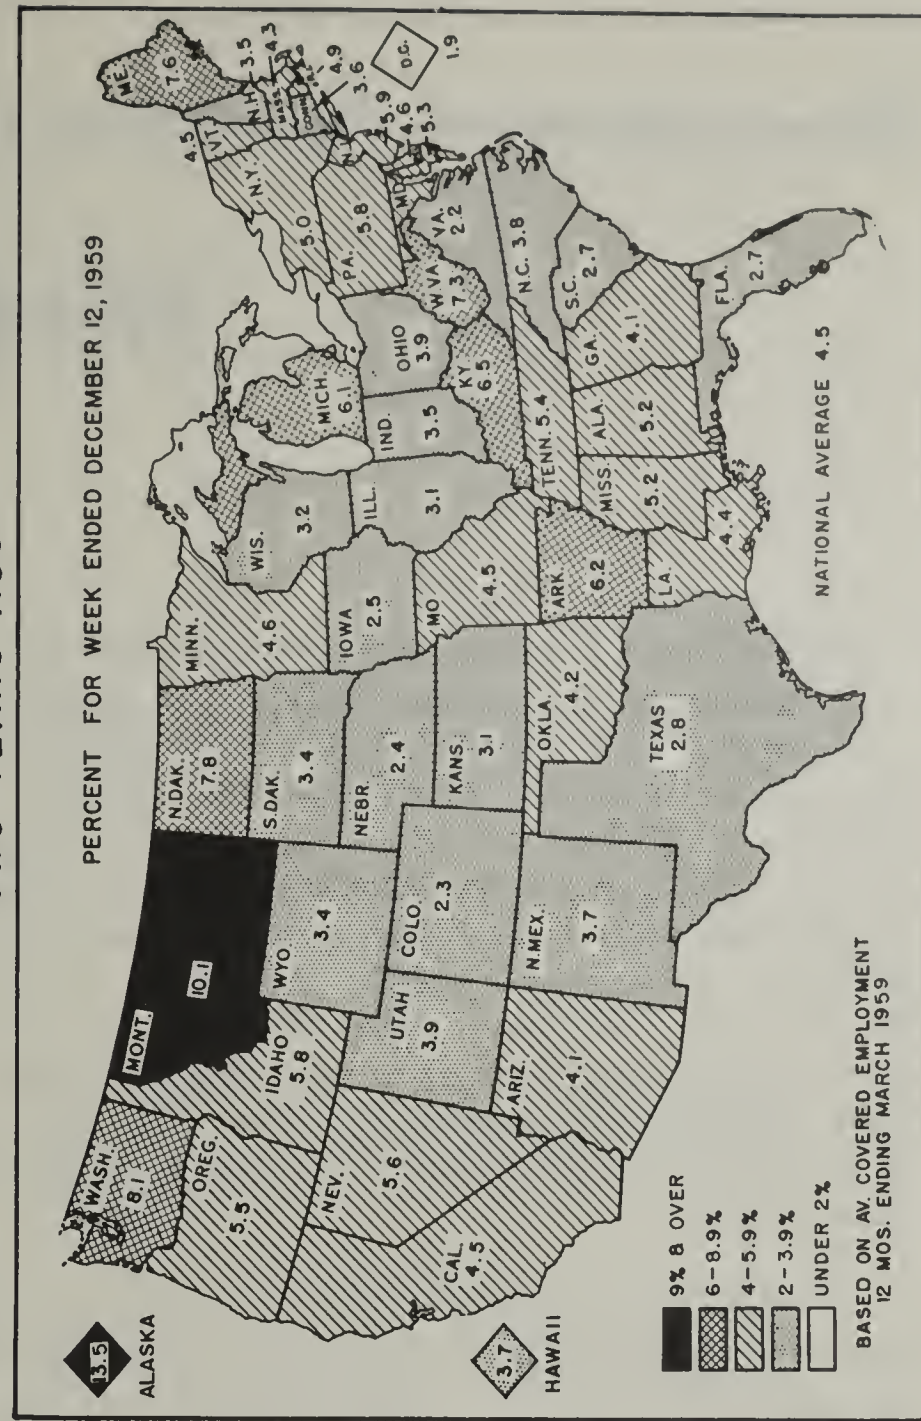 PERCENT FOR WEEK ENDED DECEMBER 12, 1959
13.5
ALASKA
3.7
HAWAII
WASH.
8.1
OREG.
5.5
CAL.
4.5
NEV.
5.6
IDAHO
5.8
MONT.
10.1
WYO
3.4
UTAH
3.9
ARIZ.
4.1
COLO.
2.3
N.MEX.
3.7
N.DAK.
7.8
S.DAK
3.4
NEBR.
2.4
KANS.
3.1
OKLA.
4.2
TEXAS
2.8
MINN.
4.6
IOWA
2.5
MO
4.5
ARK.
6.2
LA.
4.4
WIS.
3.2
ILL.
3.1
MICH.
6.1
IND.
3.5
OHIO
3.9
KY.
6.5
TENN. 5.4
MISS.
5.2
ALA.
5.2
GA.
4.1
FLA.
2.7
S.C.
2.7
N.C. 3.8
VA.
2.2
W.VA.
7.3
PA.
5.8
N.Y.
5.0
VT.
4.5
N.H.
3.5
ME.
7.6
MASS.
4.3
CONN.
R.I.
4.9
3.6
N.J.
5.9
4.6
MD.
5.3
D.C.
1.9
NATIONAL AVERAGE 4.5
9% & OVER
6-8.9%
4-5.9%
2-3.9%
UNDER 2%
BASED ON AV. COVERED EMPLOYMENT
12 MOS. ENDING MARCH 1959